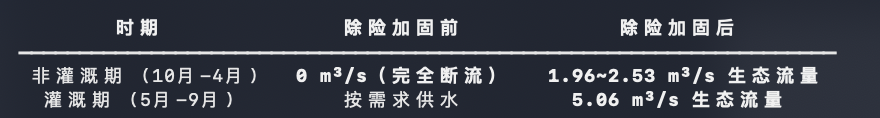 时期 除险加固前 除险加固后
非灌溉期（10月–4月） 0 m³/s（完全断流） 1.96~2.53 m³/s 生态流量
灌溉期（5月–9月） 按需求供水 5.06 m³/s 生态流量